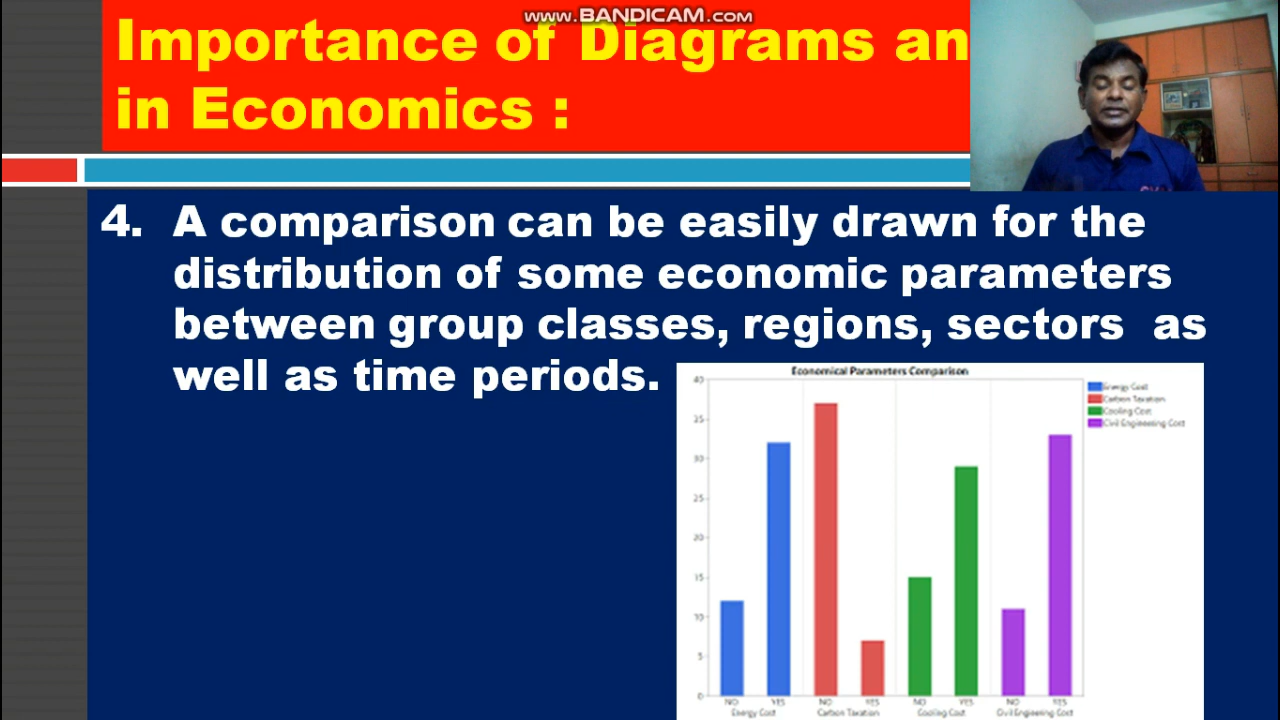 www.BANDICAM.com
Importance of Diagrams an
in Economics :
4. A comparison can be easily drawn for the
distribution of some economic parameters
between group classes, regions, sectors as
well as time periods.
Economical Parameters Comparison
40
35
30
25
20
15
10
5
0
Energy Cost
Carbon Taxation
Cooling Cost
Civil Engineering Cost
NO YES NO YES NO YES NO YES
Energy Cost Carbon Taxation Cooling Cost Civil Engineering Cost